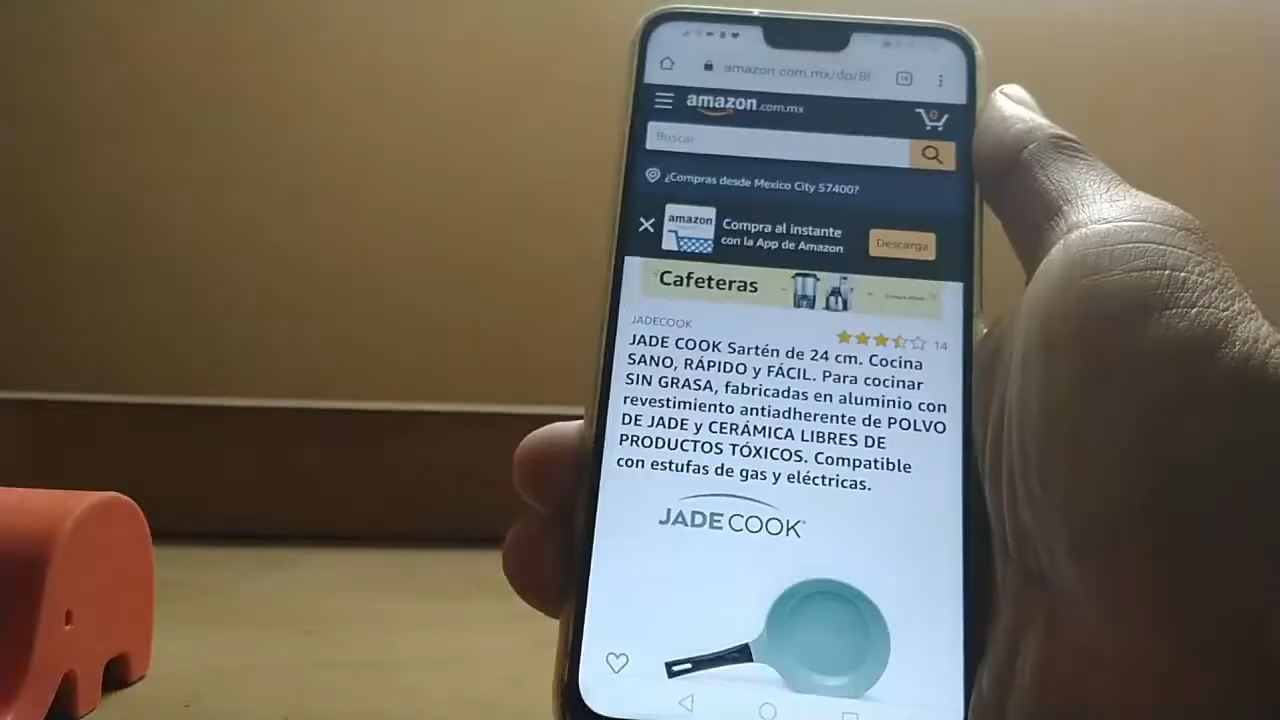 amazon.com.mx/dp/B
amazon.com.mx
0
Buscar
¿Compras desde Mexico City 57400?
amazon
Compra al instante
con la App de Amazon
Descarga
Cafeteras
JADECOOK
14
JADE COOK Sartén de 24 cm. Cocina
SANO, RÁPIDO y FÁCIL. Para cocinar
SIN GRASA, fabricadas en aluminio con
revestimiento antiadherente de POLVO
DE JADE y CERÁMICA LIBRES DE
PRODUCTOS TÓXICOS. Compatible
con estufas de gas y eléctricas.
JADE COOK